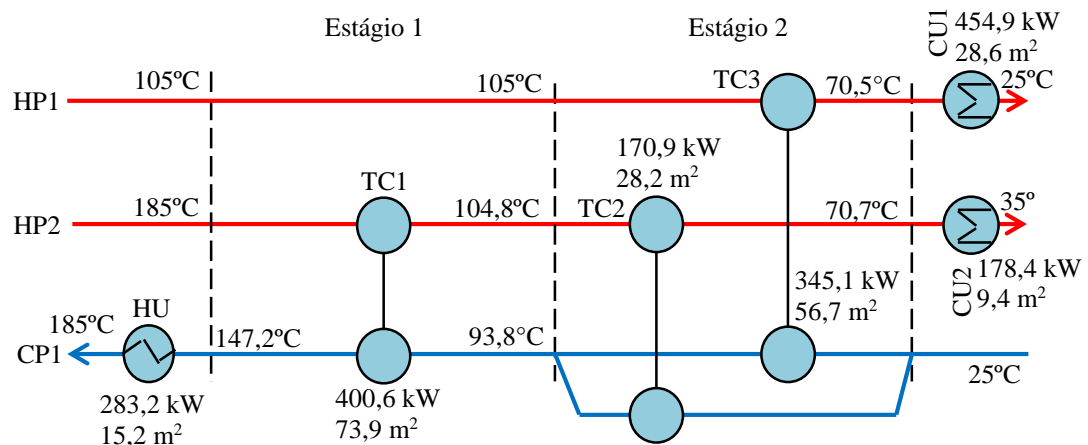 Estágio 1
Estágio 2
CU1
454,9 kW
28,6 m²
HP1
105ºC
105ºC
TC3
70,5°C
25ºC
170,9 kW
28,2 m²
TC1
HP2
185ºC
104,8ºC
TC2
70,7ºC
35º
CU2
178,4 kW
9,4 m²
HU
345,1 kW
56,7 m²
185ºC
CP1
147,2ºC
93,8°C
25ºC
283,2 kW
15,2 m²
400,6 kW
73,9 m²